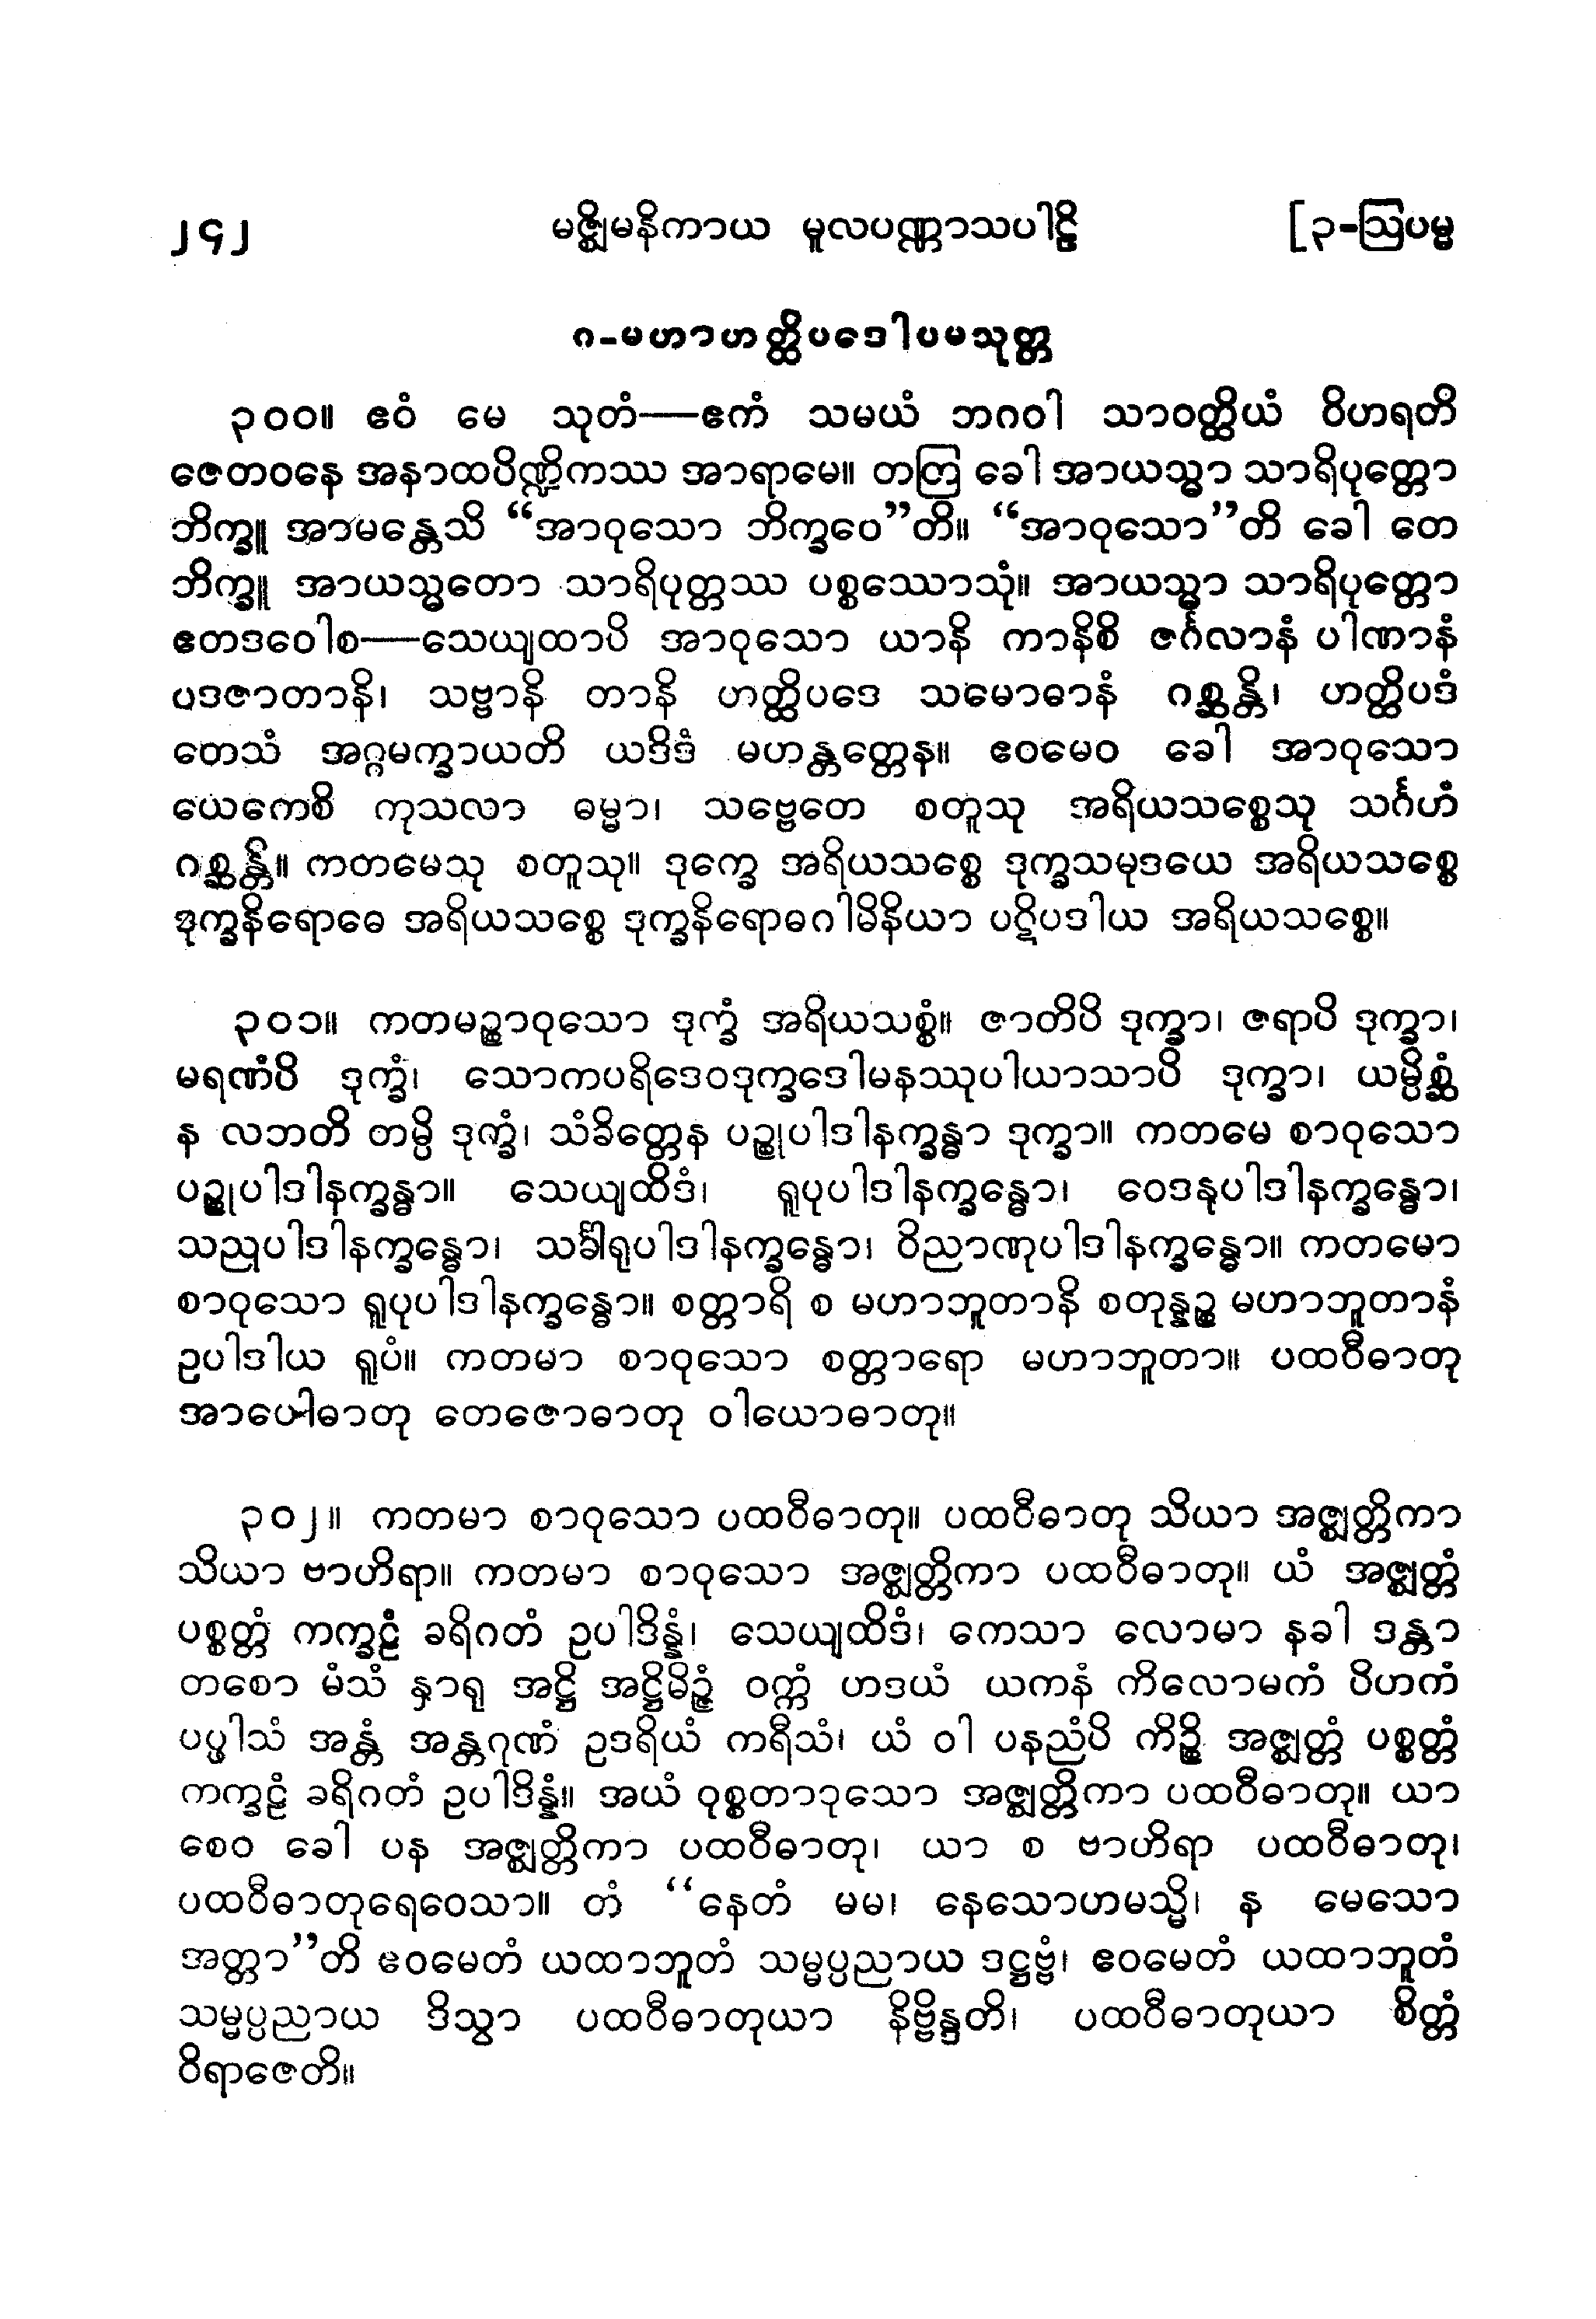 ၂၄၂ မဇ္ဈိမနိကာယ မူလပဏ္ဏာသပါဠိ [၃-ဩပမ္မ
ဂ-မဟာဟတ္ထိပဒေါပမသုတ္တ
၃၀၀။ ဧဝံ မေ သုတံ—ဧကံ သမယံ ဘဂဝါ သာဝတ္ထိယံ ဝိဟရတိ
ဇေတဝနေ အနာထပိဏ္ဍိကဿ အာရာမေ။ တတြ ခေါ အာယသ္မာ သာရိပုတ္တော
ဘိက္ခူ အာမန္တေသိ “အာဝုသော ဘိက္ခဝေ”တိ။ “အာဝုသော”တိ ခေါ တေ
ဘိက္ခူ အာယသ္မတော သာရိပုတ္တဿ ပစ္စဿောသုံ။ အာယသ္မာ သာရိပုတ္တော
ဧတဒဝေါစ—သေယျထာပိ အာဝုသော ယာနိ ကာနိစိ ဇင်္ဂလာနံ ပါဏာနံ
ပဒဇာတာနိ၊ သဗ္ဗာနိ တာနိ ဟတ္ထိပဒေ သမောဓာနံ ဂစ္ဆန္တိ၊ ဟတ္ထိပဒံ
တေသံ အဂ္ဂမက္ခာယတိ ယဒိဒံ မဟန္တတ္တေန။ ဧဝမေဝ ခေါ အာဝုသော
ယေကေစိ ကုသလာ ဓမ္မာ၊ သဗ္ဗေတေ စတူသု အရိယသစ္စေသု သင်္ဂဟံ
ဂစ္ဆန္တိ။ ကတမေသု စတူသု။ ဒုက္ခေ အရိယသစ္စေ ဒုက္ခသမုဒယေ အရိယသစ္စေ
ဒုက္ခနိရောဓေ အရိယသစ္စေ ဒုက္ခနိရောဓဂါမိနိယာ ပဋိပဒါယ အရိယသစ္စေ။
၃၀၁။ ကတမဉ္စာဝုသော ဒုက္ခံ အရိယသစ္စံ။ ဇာတိပိ ဒုက္ခာ၊ ဇရာပိ ဒုက္ခာ၊
မရဏံပိ ဒုက္ခံ၊ သောကပရိဒေဝဒုက္ခဒေါမနဿုပါယာသာပိ ဒုက္ခာ၊ ယမ္ပိစ္ဆံ
န လဘတိ တမ္ပိ ဒုက္ခံ၊ သံခိတ္တေန ပဉ္စုပါဒါနက္ခန္ဓာ ဒုက္ခာ။ ကတမေ စာဝုသော
ပဉ္စုပါဒါနက္ခန္ဓာ။ သေယျထိဒံ၊ ရူပုပါဒါနက္ခန္ဓော၊ ဝေဒနုပါဒါနက္ခန္ဓော၊
သညုပါဒါနက္ခန္ဓော၊ သင်္ခါရုပါဒါနက္ခန္ဓော၊ ဝိညာဏုပါဒါနက္ခန္ဓော။ ကတမော
စာဝုသော ရူပုပါဒါနက္ခန္ဓော။ စတ္တာရိ စ မဟာဘူတာနိ စတုန္နဉ္စ မဟာဘူတာနံ
ဥပါဒါယ ရူပံ။ ကတမာ စာဝုသော စတ္တာရော မဟာဘူတာ။ ပထဝီဓာတု
အာပေါဓာတု တေဇောဓာတု ဝါယောဓာတု။
၃၀၂။ ကတမာ စာဝုသော ပထဝီဓာတု။ ပထဝီဓာတု သိယာ အဇ္ဈတ္တိကာ
သိယာ ဗာဟိရာ။ ကတမာ စာဝုသော အဇ္ဈတ္တိကာ ပထဝီဓာတု။ ယံ အဇ္ဈတ္တံ
ပစ္စတ္တံ ကက္ခဠံ ခရိဂတံ ဥပါဒိန္နံ၊ သေယျထိဒံ၊ ကေသာ လောမာ နခါ ဒန္တာ
တစော မံသံ နှာရု အဋ္ဌိ အဋ္ဌိမိဉ္ဇံ ဝက္ကံ ဟဒယံ ယကနံ ကိလောမကံ ပိဟကံ
ပပ္ဖါသံ အန္တံ အန္တဂုဏံ ဥဒရိယံ ကရီသံ၊ ယံ ဝါ ပနညံပိ ကိဉ္စိ အဇ္ဈတ္တံ ပစ္စတ္တံ
ကက္ခဠံ ခရိဂတံ ဥပါဒိန္နံ။ အယံ ဝုစ္စတာဝုသော အဇ္ဈတ္တိကာ ပထဝီဓာတု။ ယာ
စေဝ ခေါ ပန အဇ္ဈတ္တိကာ ပထဝီဓာတု၊ ယာ စ ဗာဟိရာ ပထဝီဓာတု၊
ပထဝီဓာတုရေဝေသာ။ တံ “နေတံ မမ၊ နေသောဟမသ္မိ၊ န မေသော
အတ္တာ”တိ ဧဝမေတံ ယထာဘူတံ သမ္မပ္ပညာယ ဒဋ္ဌဗ္ဗံ၊ ဧဝမေတံ ယထာဘူတံ
သမ္မပ္ပညာယ ဒိသွာ ပထဝီဓာတုယာ နိဗ္ဗိန္ဒတိ၊ ပထဝီဓာတုယာ စိတ္တံ
ဝိရာဇေတိ။